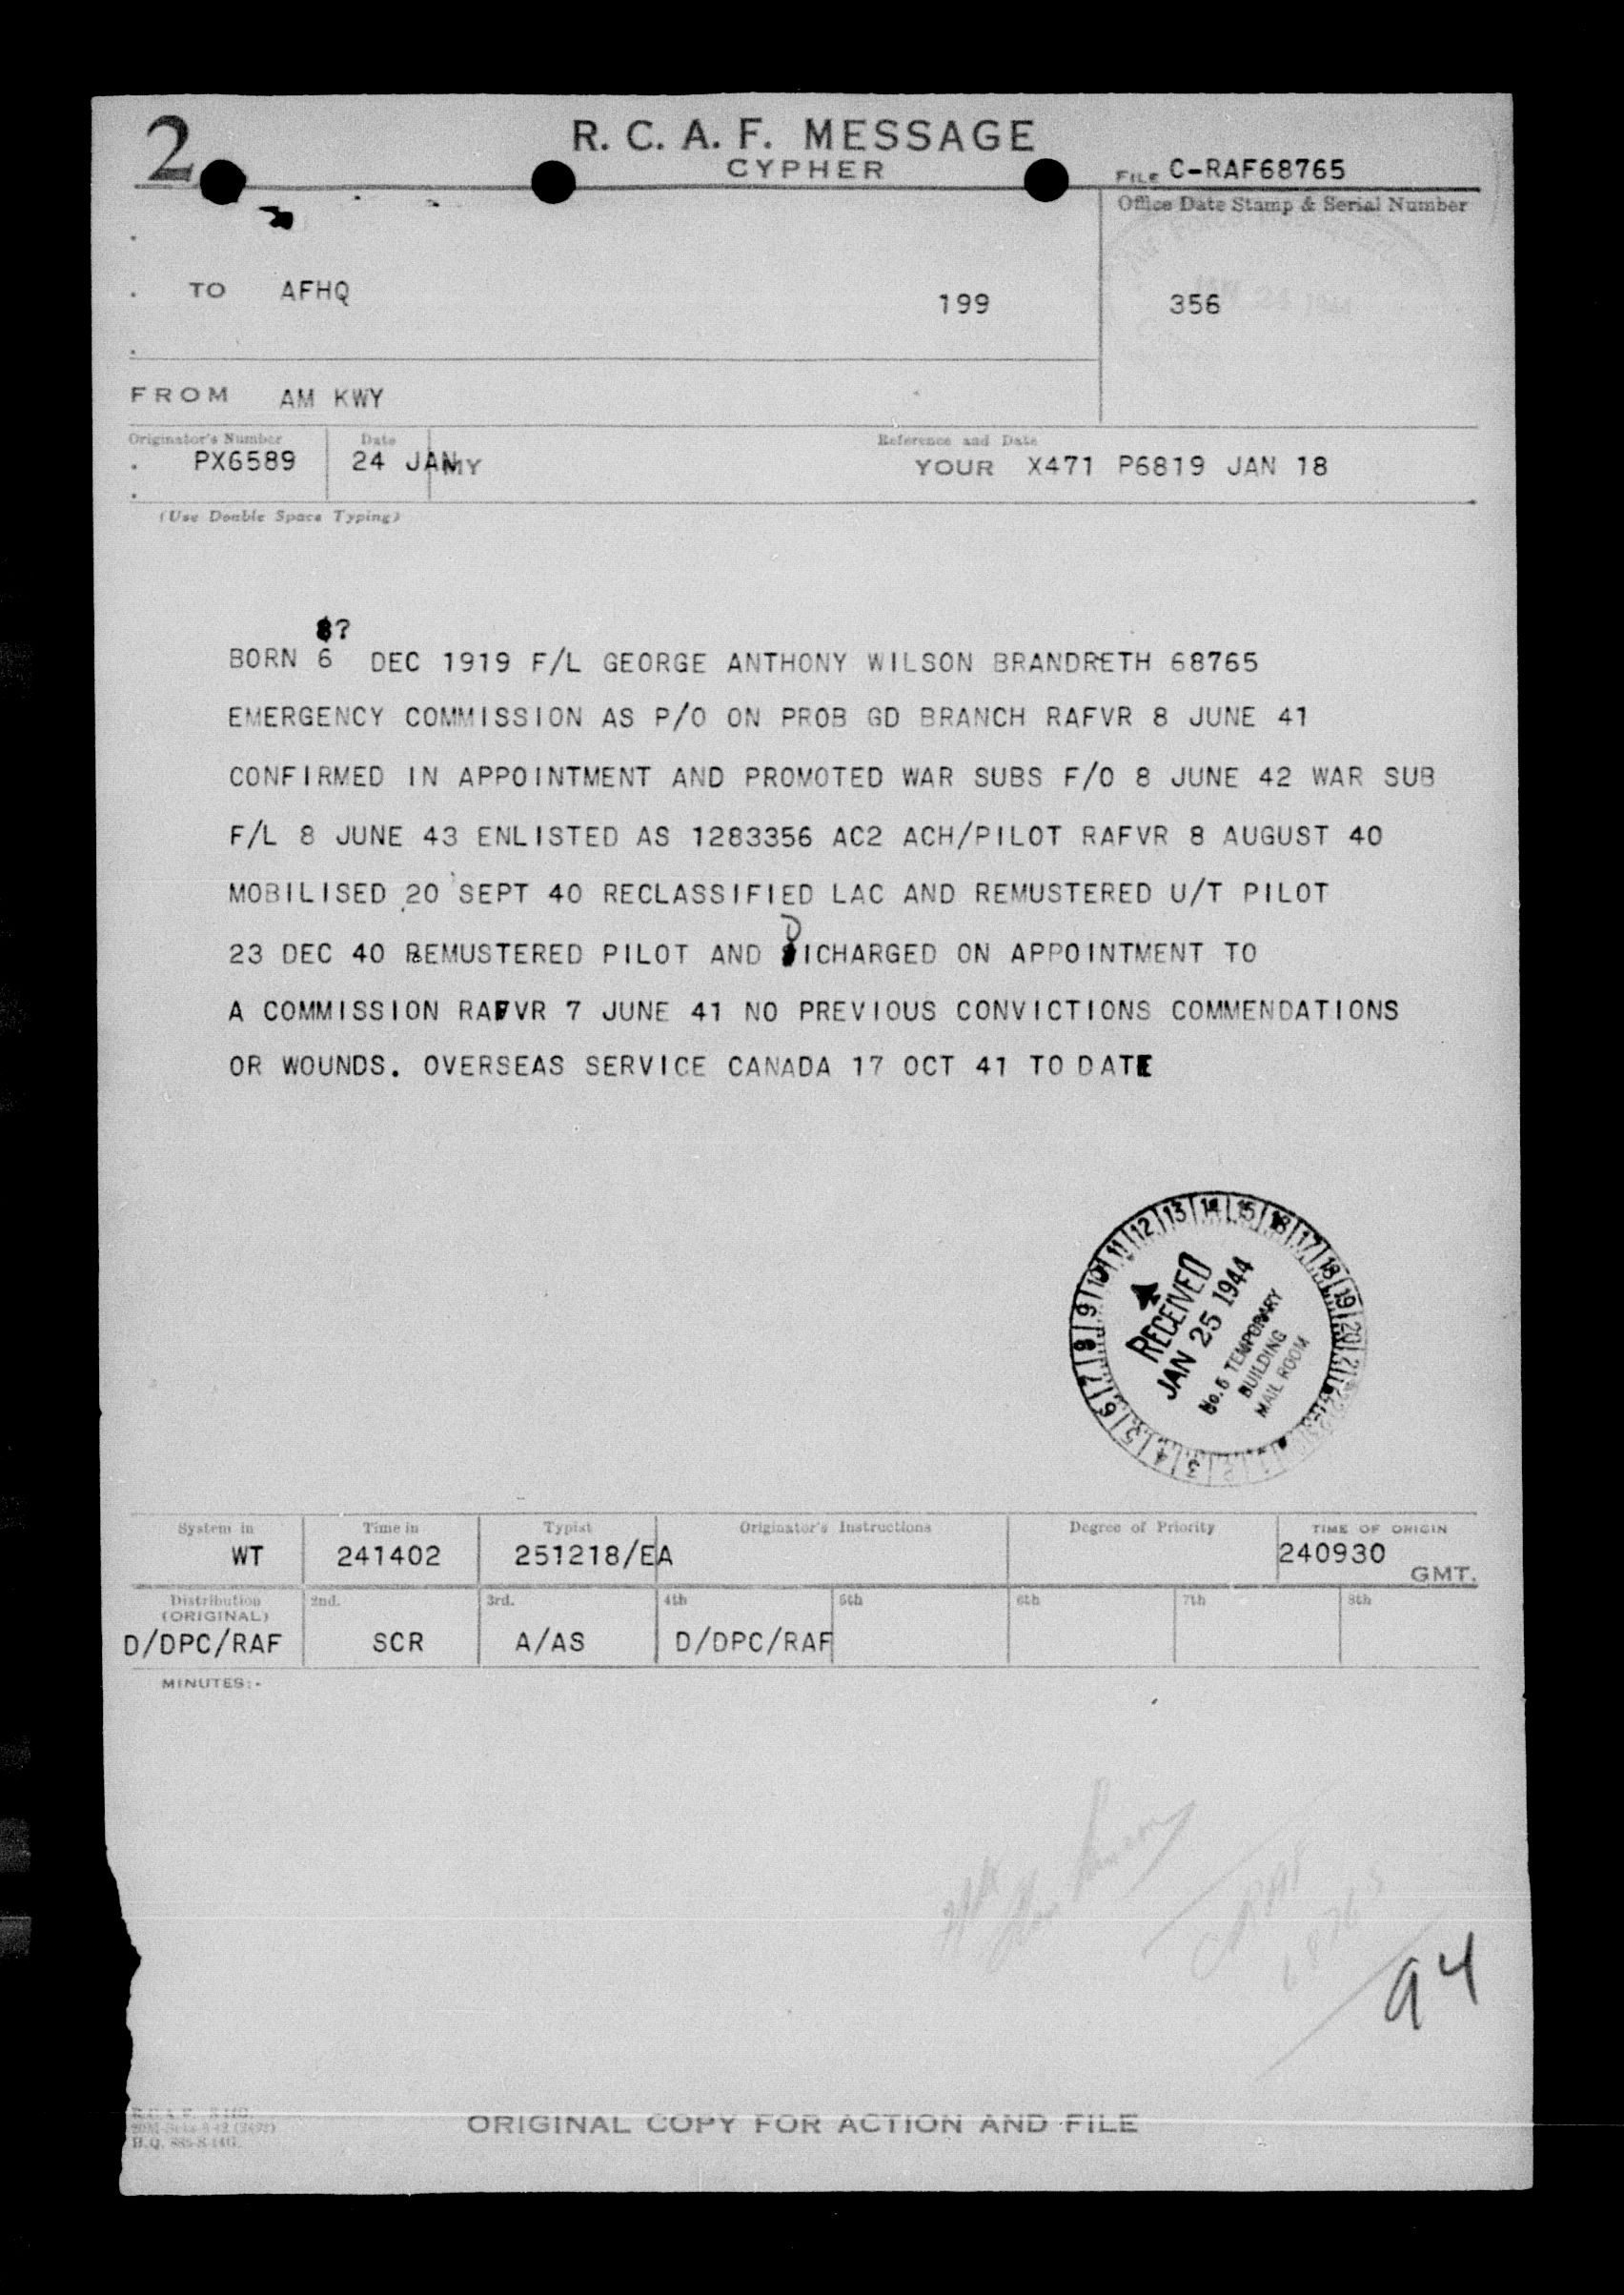 2
R. C. A. F. MESSAGE
CYPHER
FILE C-RAF68765
Office Date Stamp & Serial Number
TO AFHQ
199
356
FROM AM KWY
Originator's Number
Date
Reference and Date
PX6589
24 JAN
MY
YOUR X471 P6819 JAN 18
(Use Double Space Typing)
8?
BORN 6 DEC 1919 F/L GEORGE ANTHONY WILSON BRANDRETH 68765
EMERGENCY COMMISSION AS P/O ON PROB GD BRANCH RAFVR 8 JUNE 41
CONFIRMED IN APPOINTMENT AND PROMOTED WAR SUBS F/O 8 JUNE 42 WAR SUB
F/L 8 JUNE 43 ENLISTED AS 1283356 AC2 ACH/PILOT RAFVR 8 AUGUST 40
MOBILISED 20 SEPT 40 RECLASSIFIED LAC AND REMUSTERED U/T PILOT
23 DEC 40 REMUSTERED PILOT AND DICHARGED ON APPOINTMENT TO
A COMMISSION RAFVR 7 JUNE 41 NO PREVIOUS CONVICTIONS COMMENDATIONS
OR WOUNDS. OVERSEAS SERVICE CANADA 17 OCT 41 TO DATE
RECEIVED
JAN 25 1944
No. 5 TEMPORARY
BUILDING
MAIL ROOM
System in
Time in
Typist
Originator's Instructions
Degree of Priority
TIME OF ORIGIN
WT
241402
251218/EA
240930
GMT.
Distribution
(ORIGINAL)
2nd.
3rd.
4th
5th
6th
7th
8th
D/DPC/RAF
SCR
A/AS
D/DPC/RAF
MINUTES:-
CRAF
68765
94
H.Q. 885-S-140.
ORIGINAL COPY FOR ACTION AND FILE